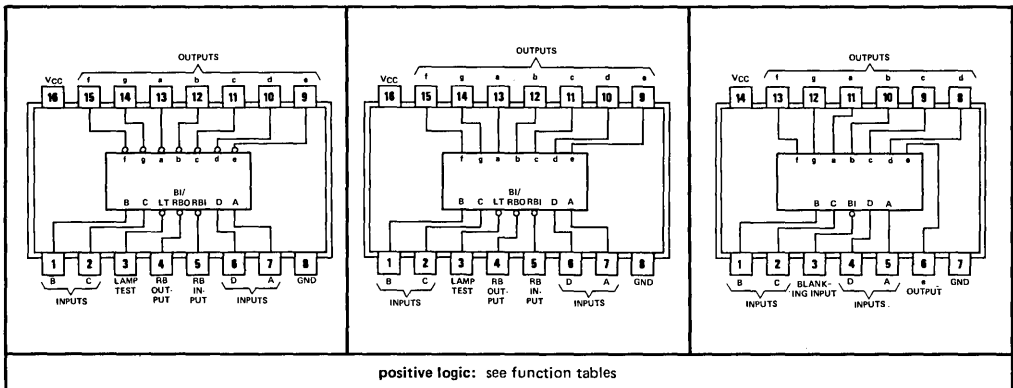 OUTPUTS
VCC f g a b c d e
16 15 14 13 12 11 10 9
f g a b c d e
BI/
B C LT RBO RBI D A
1 2 3 4 5 6 7 8
B C LAMP TEST RB OUT- PUT RB IN- PUT D A GND
INPUTS INPUTS
OUTPUTS
VCC f g a b c d e
16 15 14 13 12 11 10 9
f g a b c d e
BI/
B C LT RBO RBI D A
1 2 3 4 5 6 7 8
B C LAMP TEST RB OUT- PUT RB IN- PUT D A GND
INPUTS INPUTS
OUTPUTS
VCC f g a b c d
14 13 12 11 10 9 8
f g a b c d e
B C BI D A
1 2 3 4 5 6 7
B C BLANK- ING INPUT D A e OUTPUT GND
INPUTS INPUTS
positive logic: see function tables